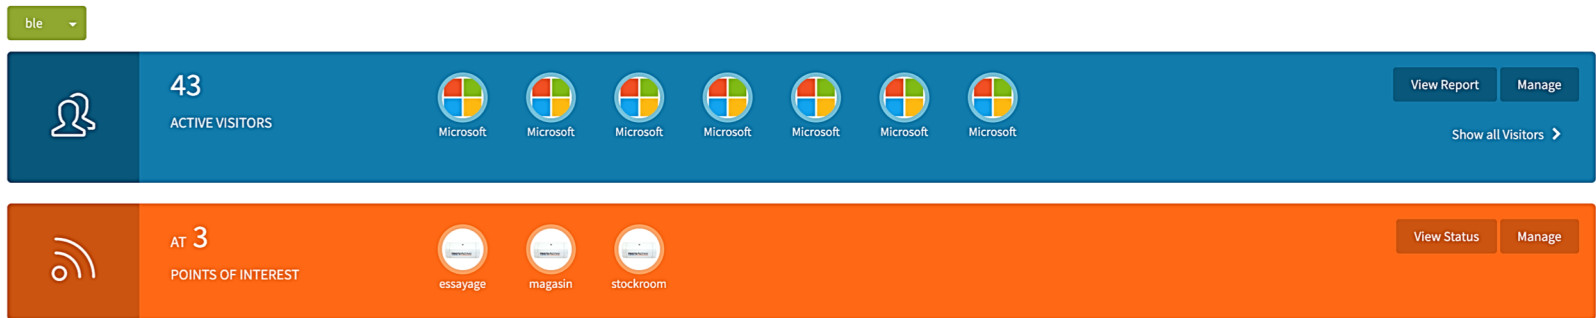 ble
43
ACTIVE VISITORS
Microsoft Microsoft Microsoft Microsoft Microsoft Microsoft Microsoft
View Report Manage
Show all Visitors
AT 3
POINTS OF INTEREST
essayage magasin stockroom
View Status Manage